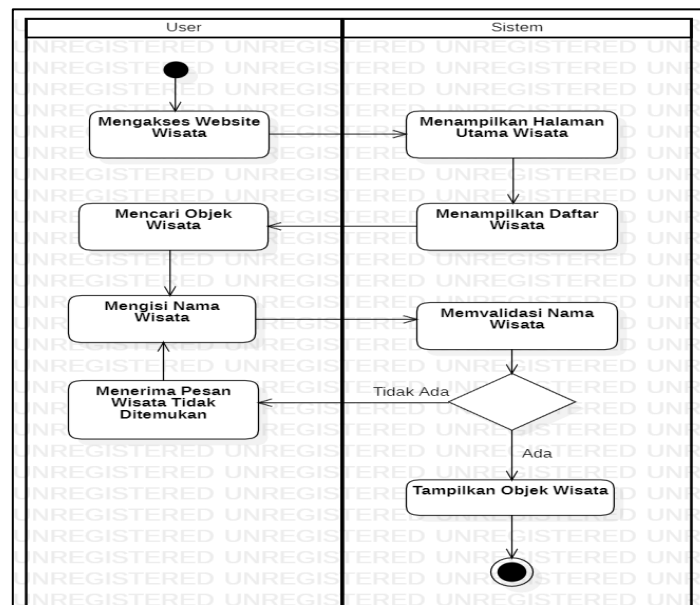 User
Sistem
Mengakses Website
Wisata
Menampilkan Halaman
Utama Wisata
Mencari Objek
Wisata
Menampilkan Daftar
Wisata
Mengisi Nama
Wisata
Memvalidasi Nama
Wisata
Menerima Pesan
Wisata Tidak
Ditemukan
Tidak Ada
Ada
Tampilkan Objek Wisata
UNREGISTERED